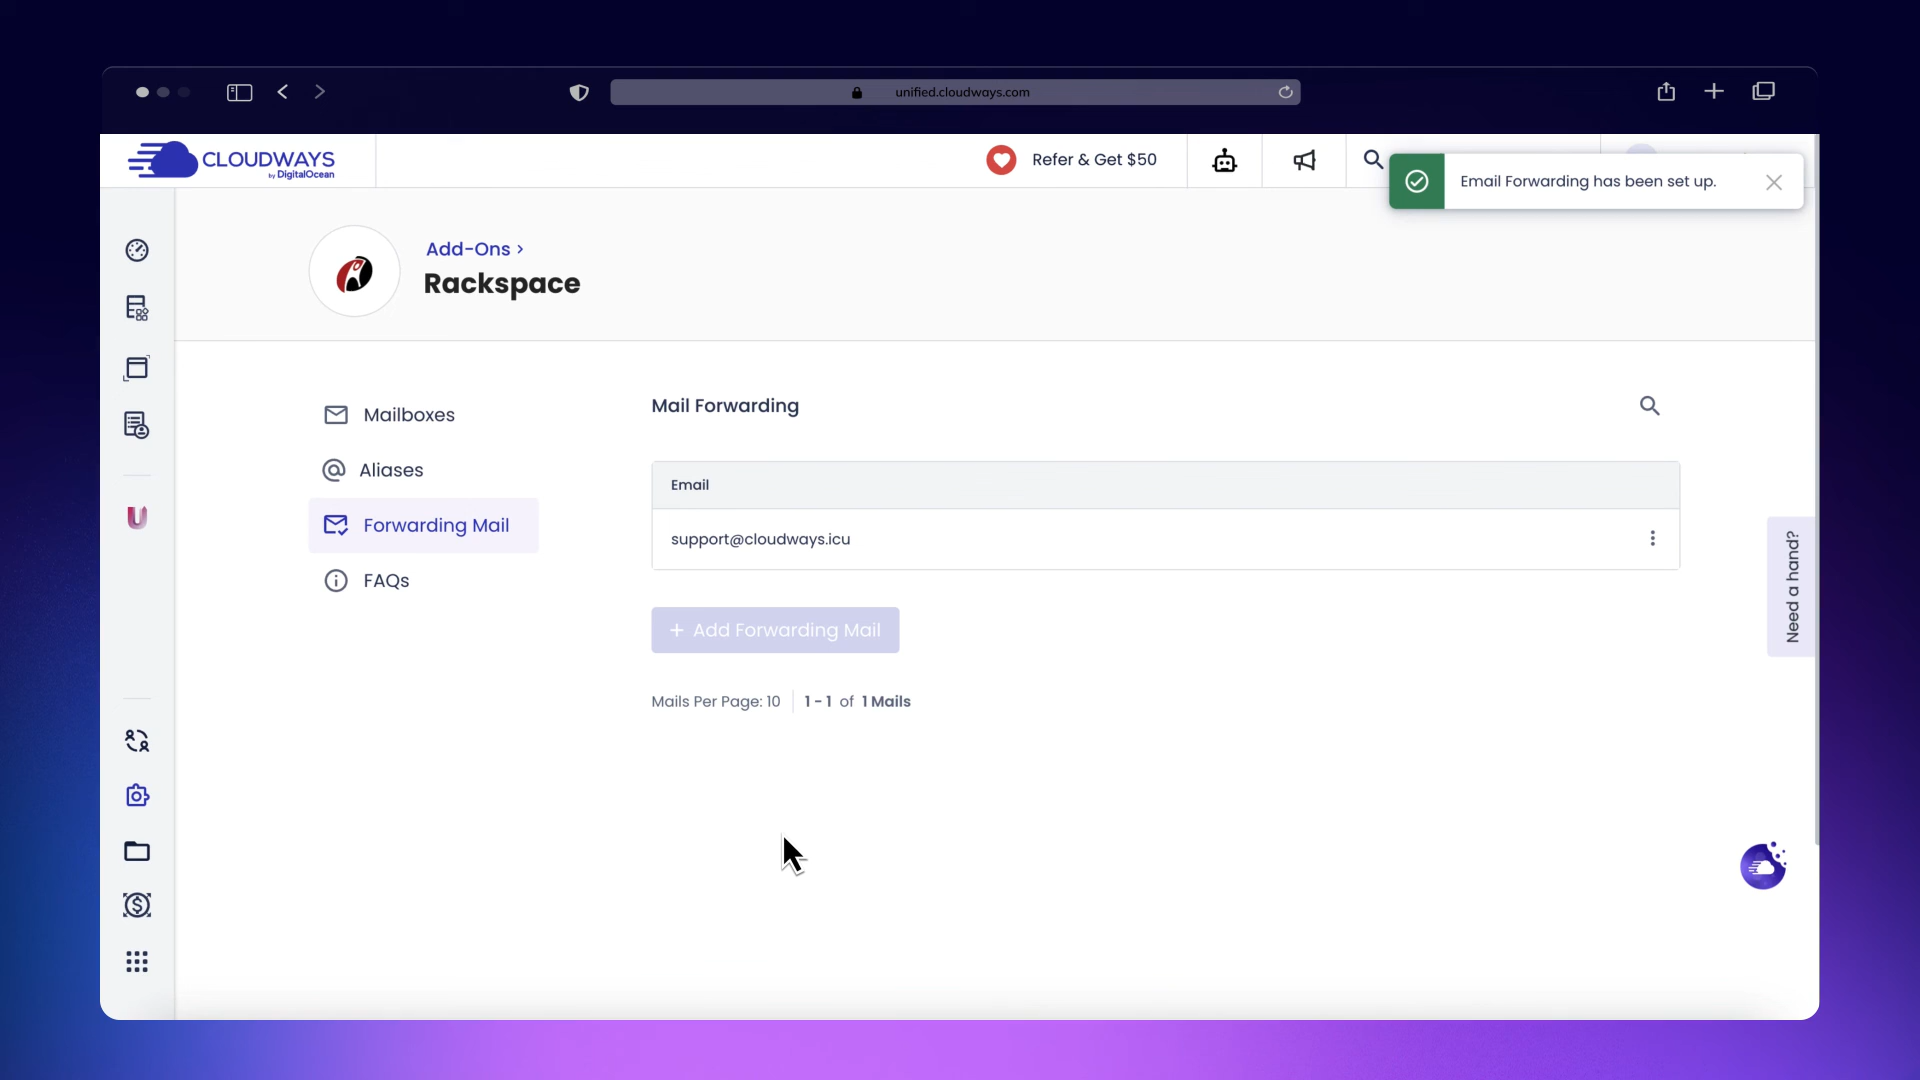 unified.cloudways.com
CLOUDWAYS
by DigitalOcean
Refer & Get $50
Email Forwarding has been set up.
Add-Ons ›
Rackspace
Mailboxes
Aliases
Forwarding Mail
FAQs
Mail Forwarding
Email
support@cloudways.icu
+ Add Forwarding Mail
Mails Per Page: 10
1 - 1 of 1 Mails
Need a hand?